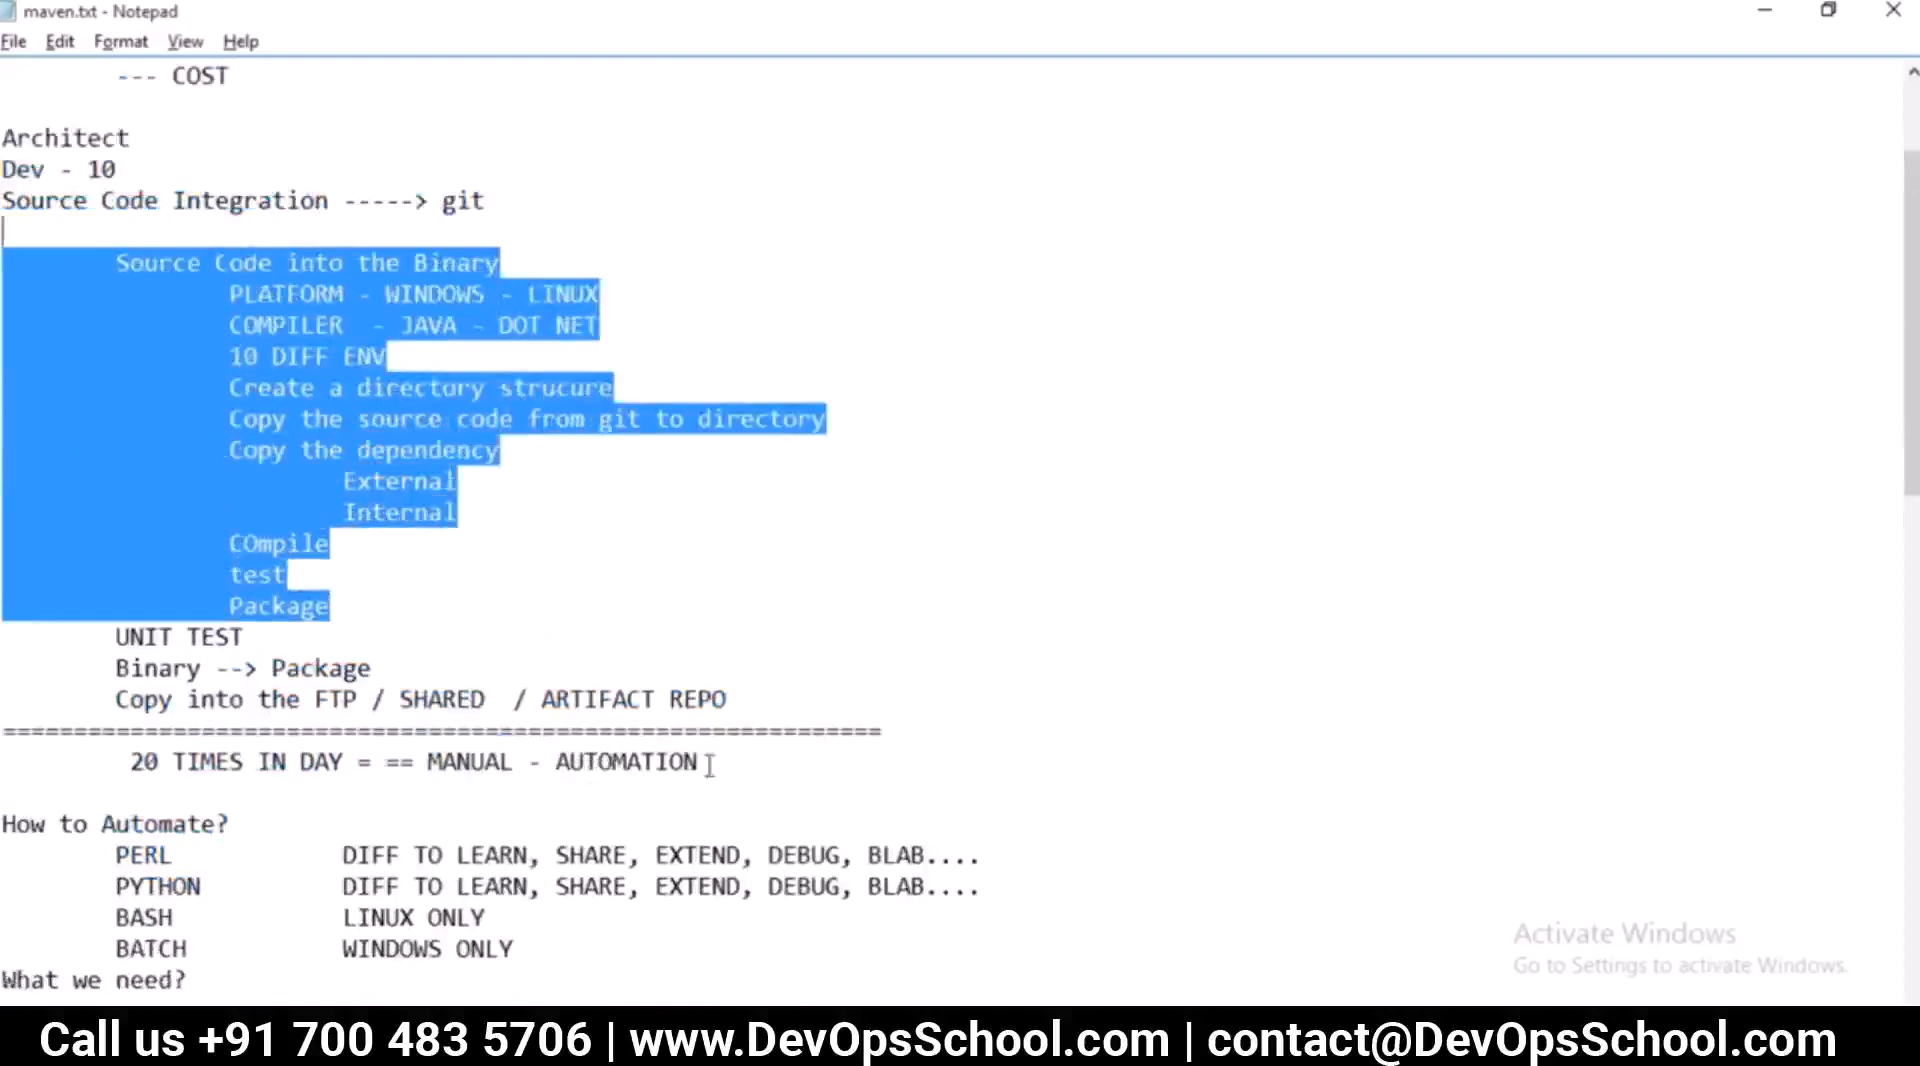 maven.txt - Notepad
File Edit Format View Help
--- COST
Architect
Dev - 10
Source Code Integration -----> git
Source Code into the Binary
PLATFORM - WINDOWS - LINUX
COMPILER - JAVA - DOT NET
10 DIFF ENV
Create a directory strucure
Copy the source code from git to directory
Copy the dependency
External
Internal
COmpile
test
Package
UNIT TEST
Binary --> Package
Copy into the FTP / SHARED / ARTIFACT REPO
==============================================================
20 TIMES IN DAY = == MANUAL - AUTOMATION
How to Automate?
PERL DIFF TO LEARN, SHARE, EXTEND, DEBUG, BLAB....
PYTHON DIFF TO LEARN, SHARE, EXTEND, DEBUG, BLAB....
BASH LINUX ONLY
BATCH WINDOWS ONLY
What we need?
Activate Windows
Go to Settings to activate Windows.
Call us +91 700 483 5706 | www.DevOpsSchool.com | contact@DevOpsSchool.com